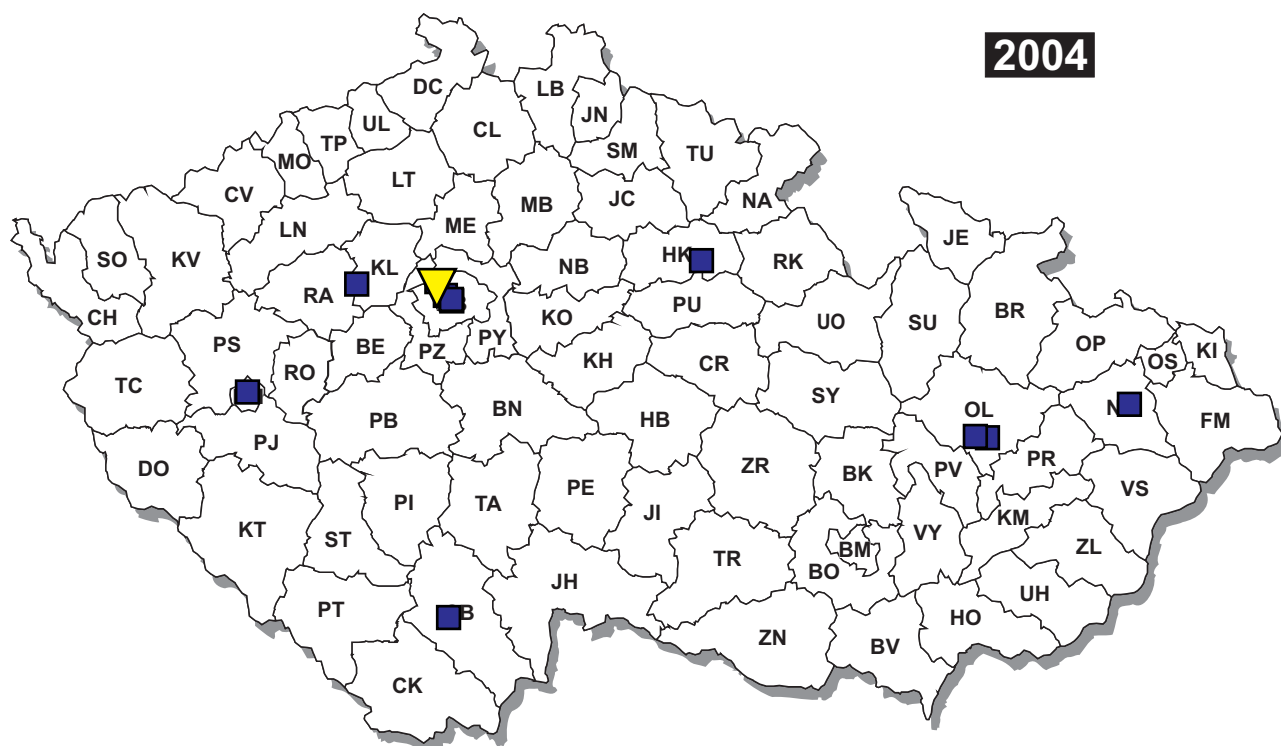 2004
DC
LB
JN
UL
CL
TP
MO
SM
TU
LT
CV
MB
JC
NA
ME
LN
JE
SO
KV
KL
NB
HK
RK
RA
BR
CH
KO
PU
UO
SU
OP
PS
BE
PZ
PY
OS
KI
TC
RO
KH
CR
SY
PB
BN
HB
OL
FM
PJ
DO
ZR
BK
PV
PR
VS
PI
TA
PE
KT
ST
JI
KM
VY
ZL
TR
BM
BO
JH
UH
PT
HO
ZN
BV
CK